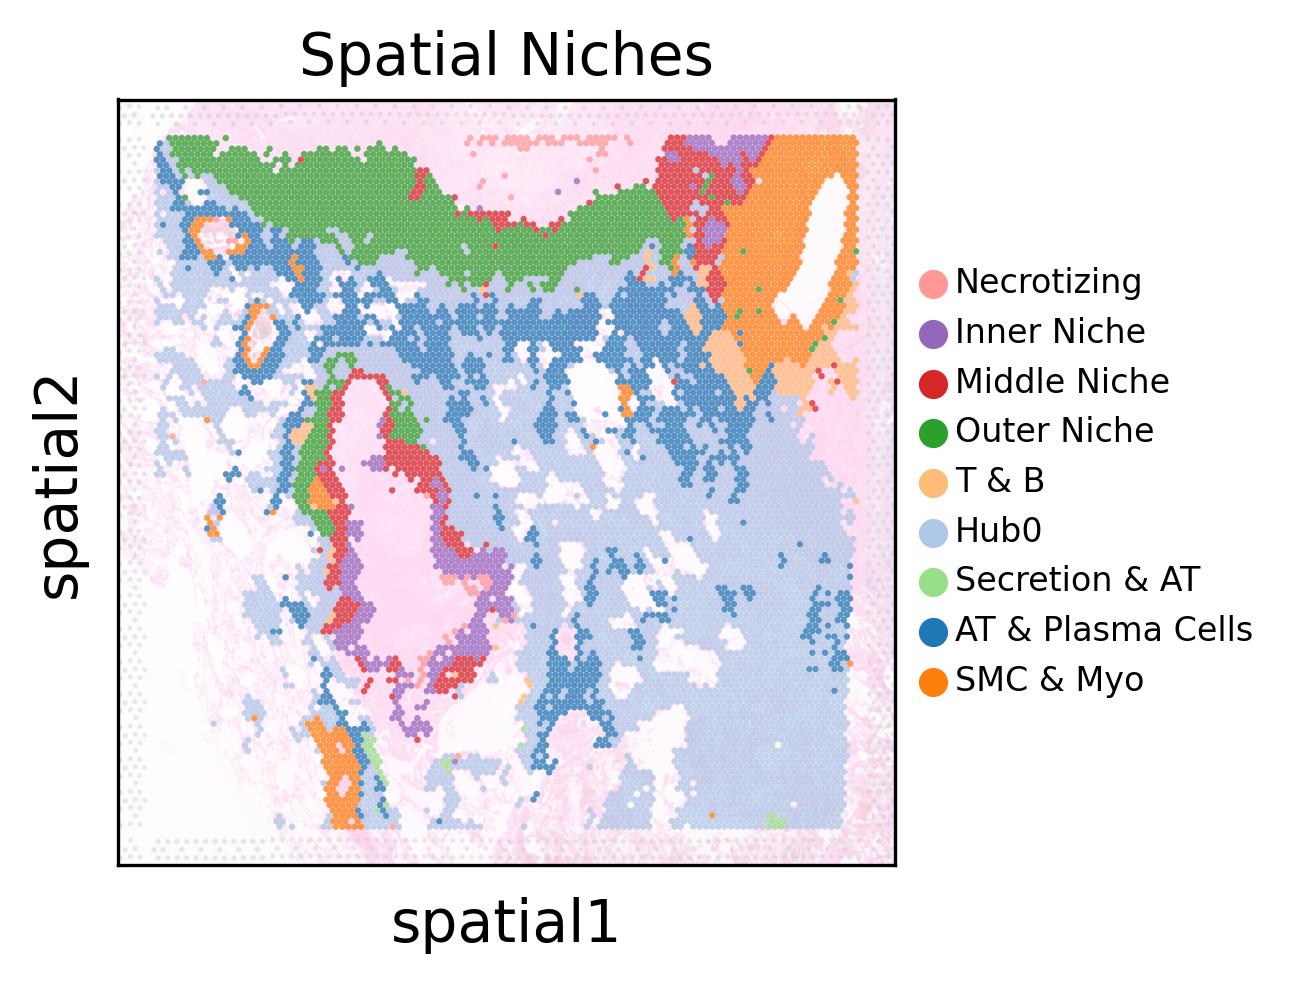 Spatial Niches
spatial2
spatial1
Necrotizing
Inner Niche
Middle Niche
Outer Niche
T & B
Hub0
Secretion & AT
AT & Plasma Cells
SMC & Myo